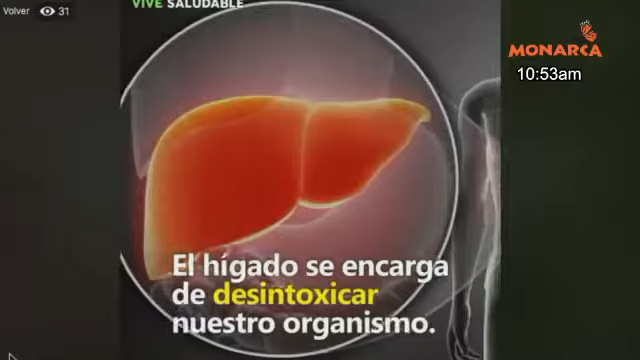 Volver 31
VIVE SALUDABLE
MONARCA
10:53am
El hígado se encarga
de desintoxicar
nuestro organismo.